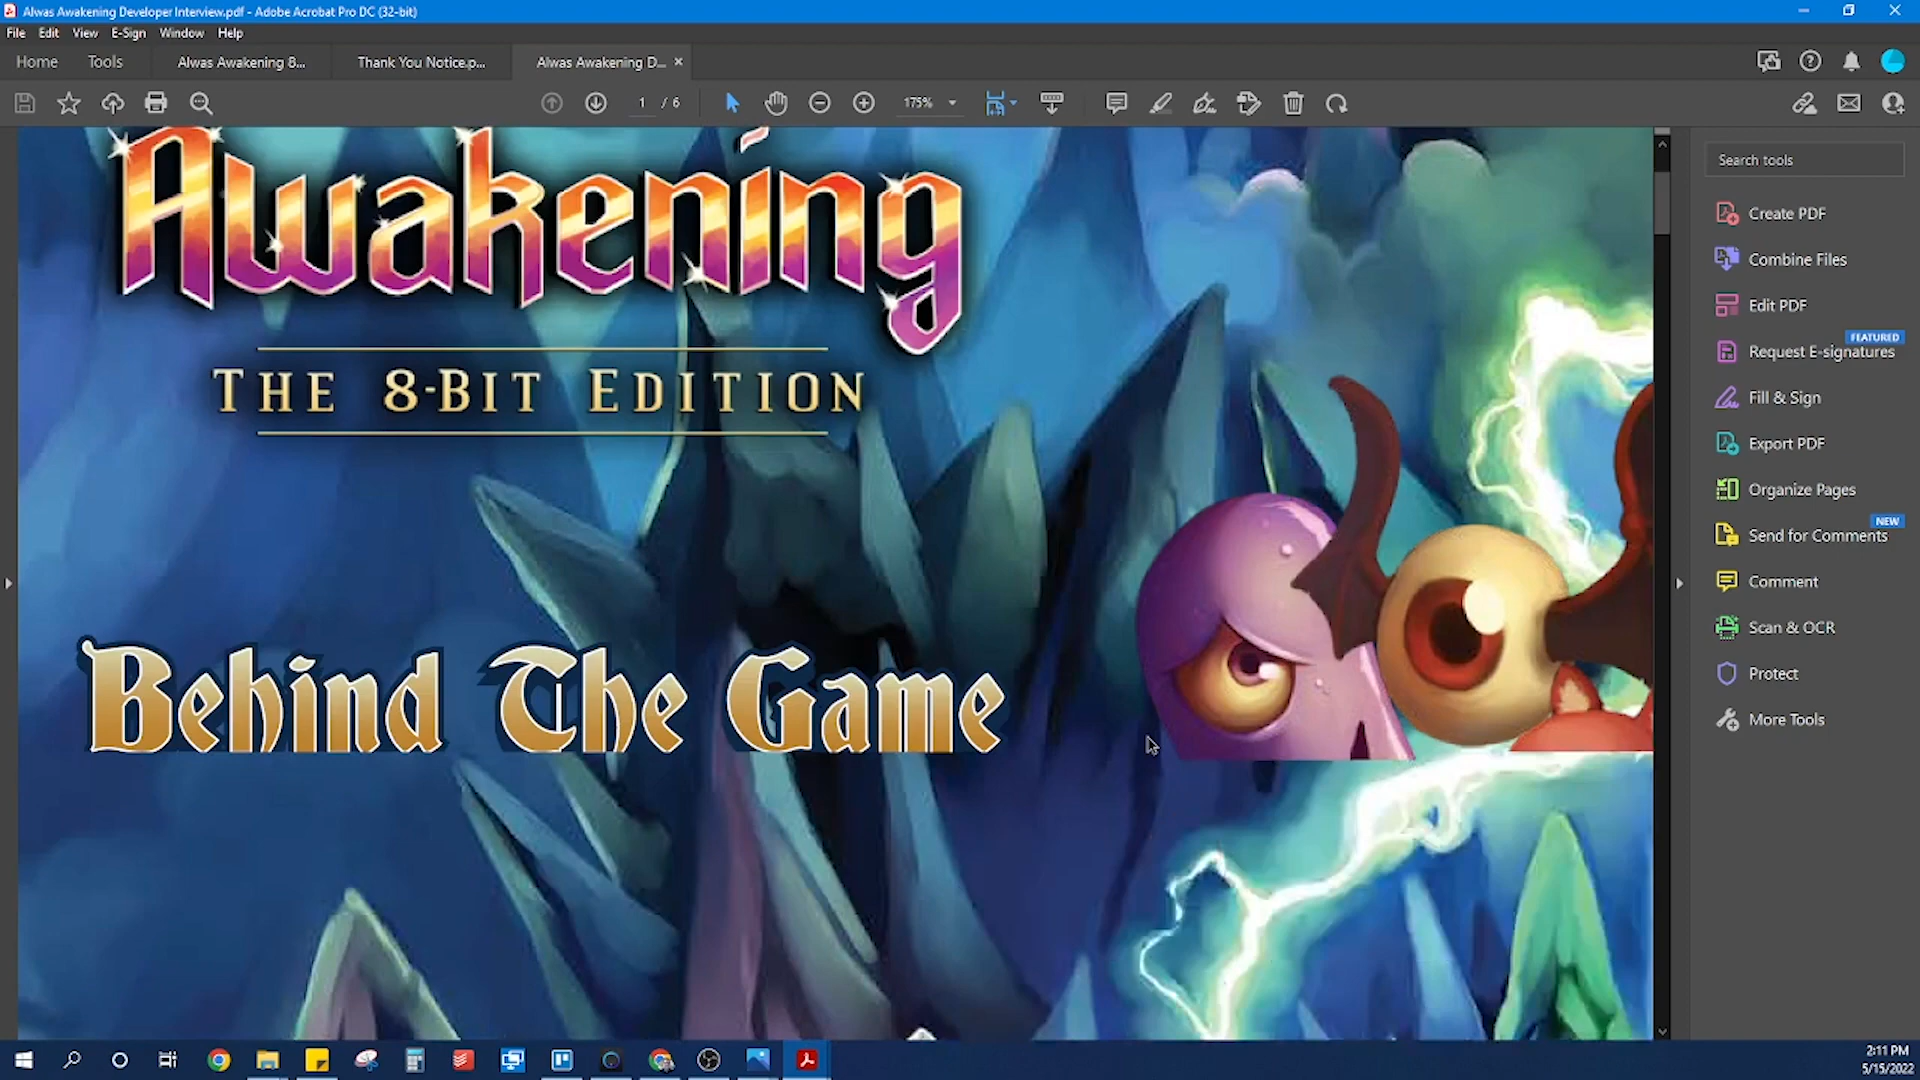 Alwas Awakening Developer Interview.pdf - Adobe Acrobat Pro DC (32-bit)
File Edit View E-Sign Window Help
Home Tools Alwas Awakening 8... Thank You Notice.p... Alwas Awakening D...
1 / 6 175%
Awakening
THE 8-BIT EDITION
Behind The Game
Search tools
Create PDF
Combine Files
Edit PDF
FEATURED
Request E-signatures
Fill & Sign
Export PDF
Organize Pages
NEW
Send for Comments
Comment
Scan & OCR
Protect
More Tools
2:11 PM
5/15/2022